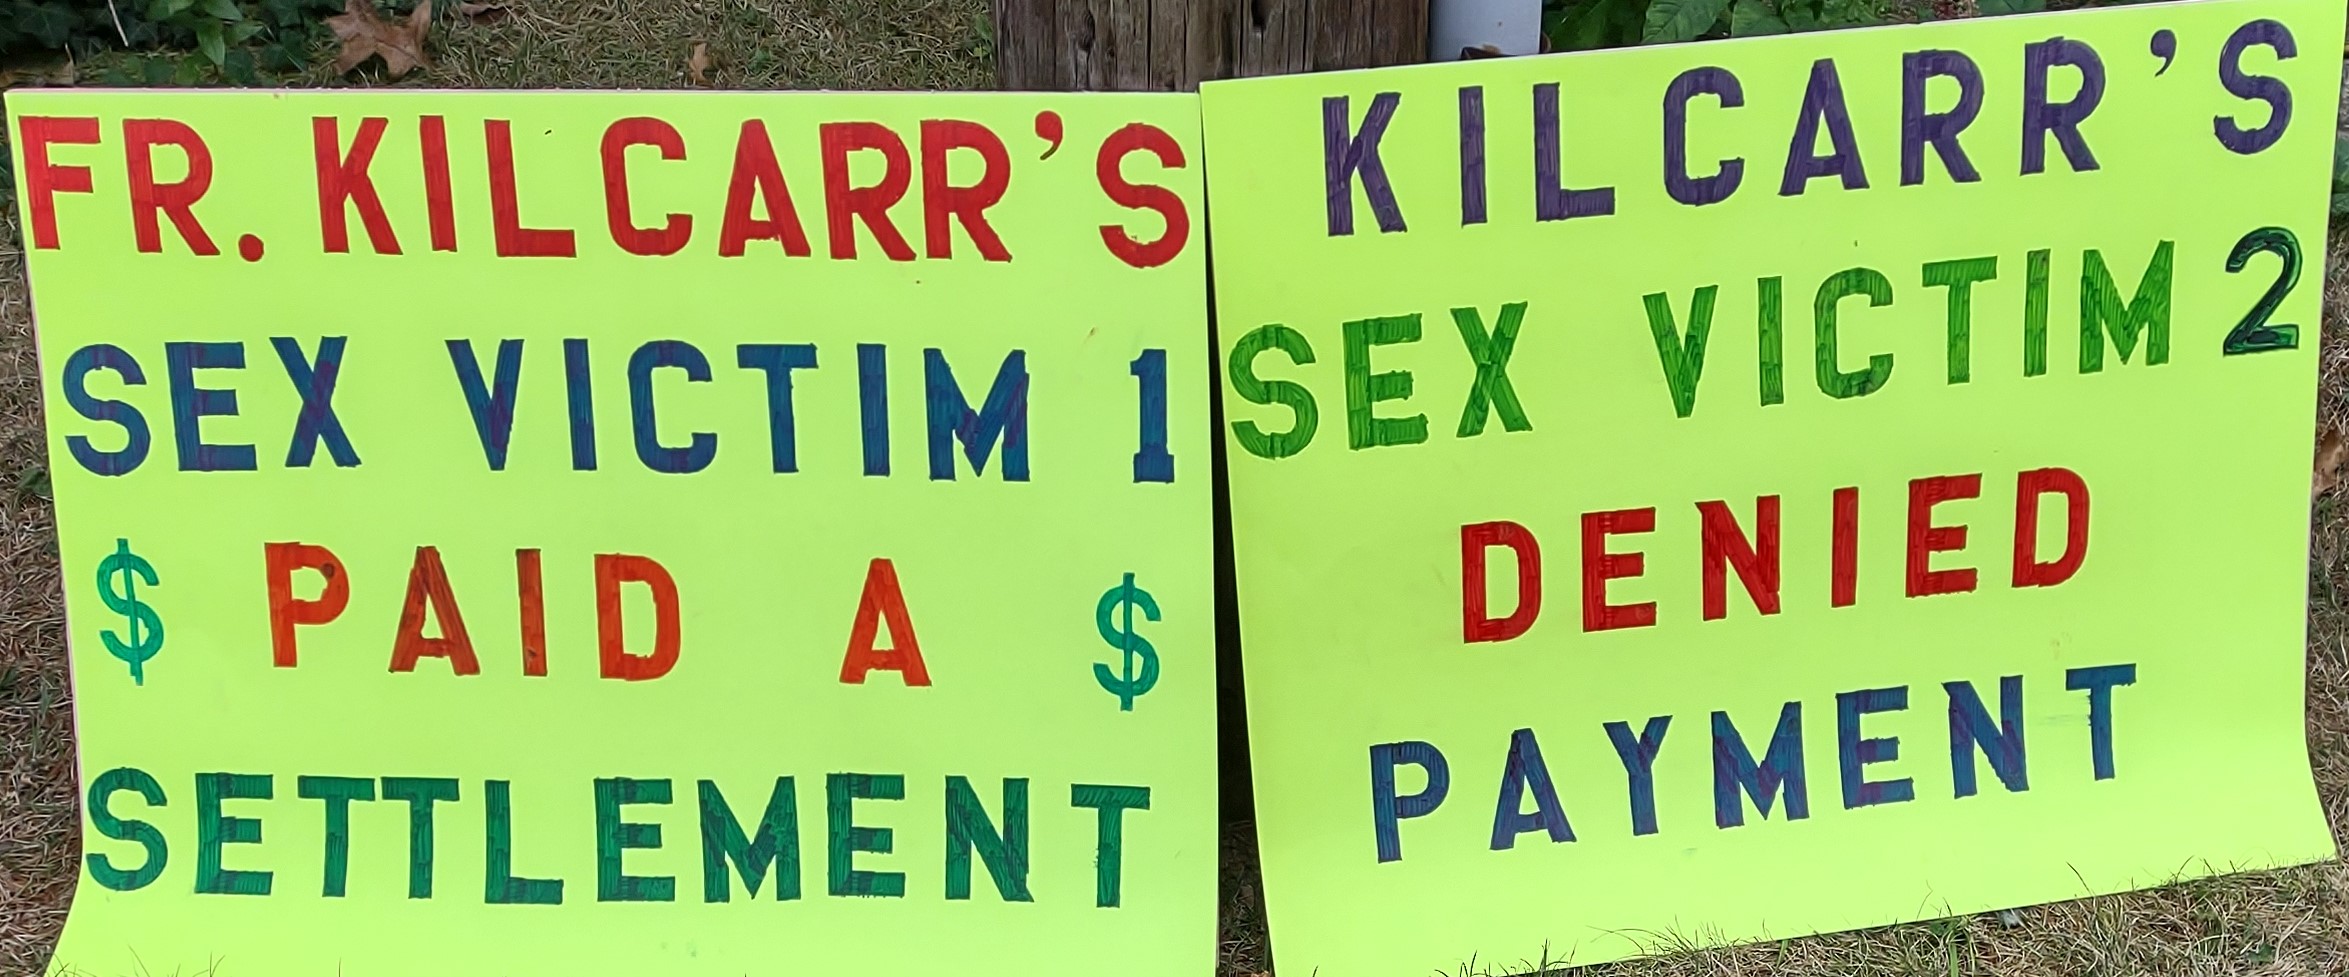 FR. KILCARR'S
SEX VICTIM 1
$ PAID A $
SETTLEMENT
KILCARR'S
SEX VICTIM 2
DENIED
PAYMENT